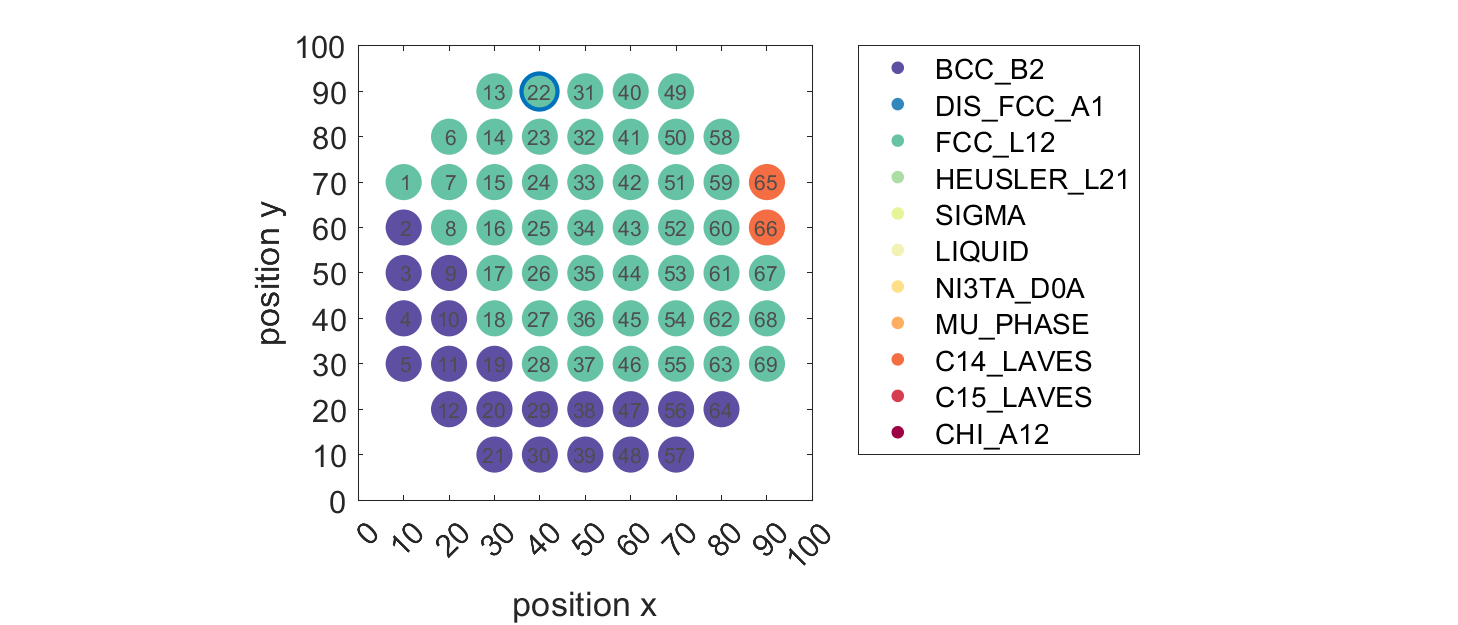 100
90
80
70
60
50
40
30
20
10
0
position y
13 22 31 40 49
6 14 23 32 41 50 58
1 7 15 24 33 42 51 59 65
2 8 16 25 34 43 52 60 66
3 9 17 26 35 44 53 61 67
4 10 18 27 36 45 54 62 68
5 11 19 28 37 46 55 63 69
12 20 29 38 47 56 64
21 30 39 48 57
0 10 20 30 40 50 60 70 80 90 100
position x
BCC_B2
DIS_FCC_A1
FCC_L12
HEUSLER_L21
SIGMA
LIQUID
NI3TA_D0A
MU_PHASE
C14_LAVES
C15_LAVES
CHI_A12